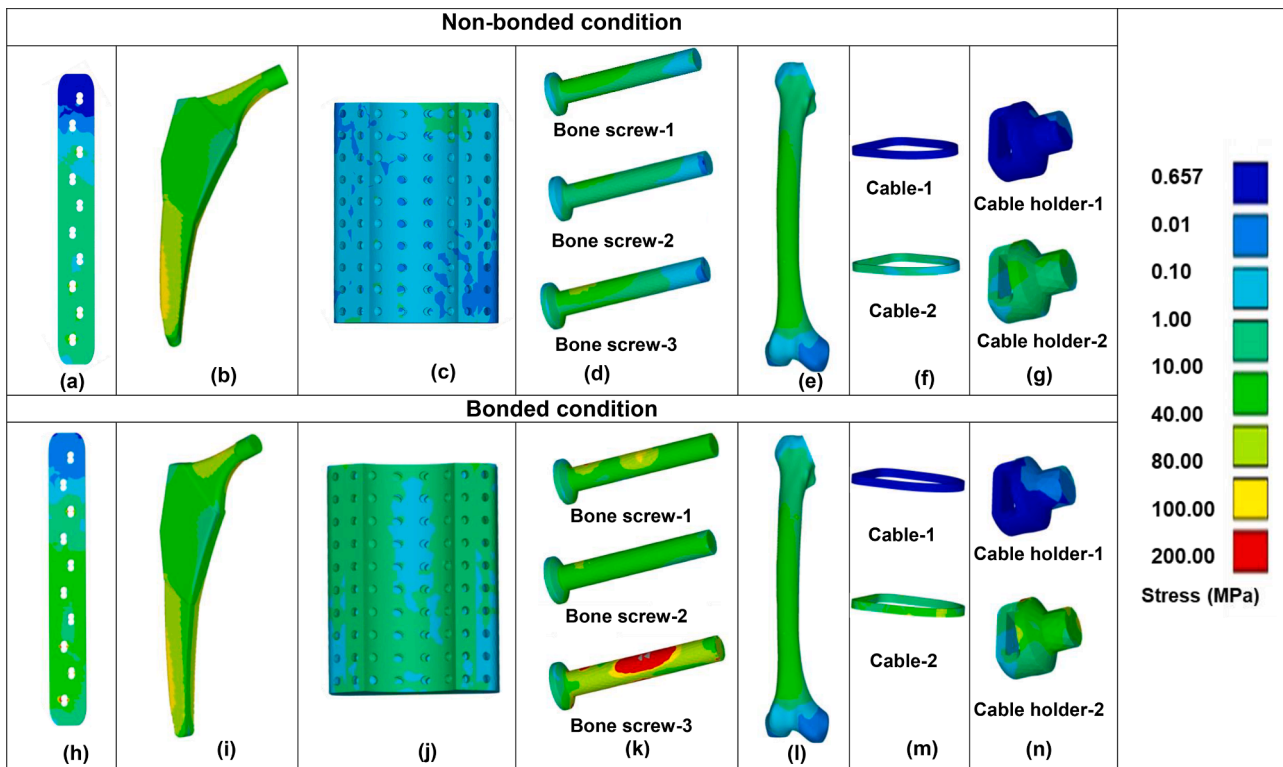 Non-bonded condition
Bone screw-1
Bone screw-2
Bone screw-3
Cable-1
Cable-2
Cable holder-1
Cable holder-2
(a)
(b)
(c)
(d)
(e)
(f)
(g)
Bonded condition
Bone screw-1
Bone screw-2
Bone screw-3
Cable-1
Cable-2
Cable holder-1
Cable holder-2
(h)
(i)
(j)
(k)
(l)
(m)
(n)
0.657
0.01
0.10
1.00
10.00
40.00
80.00
100.00
200.00
Stress (MPa)